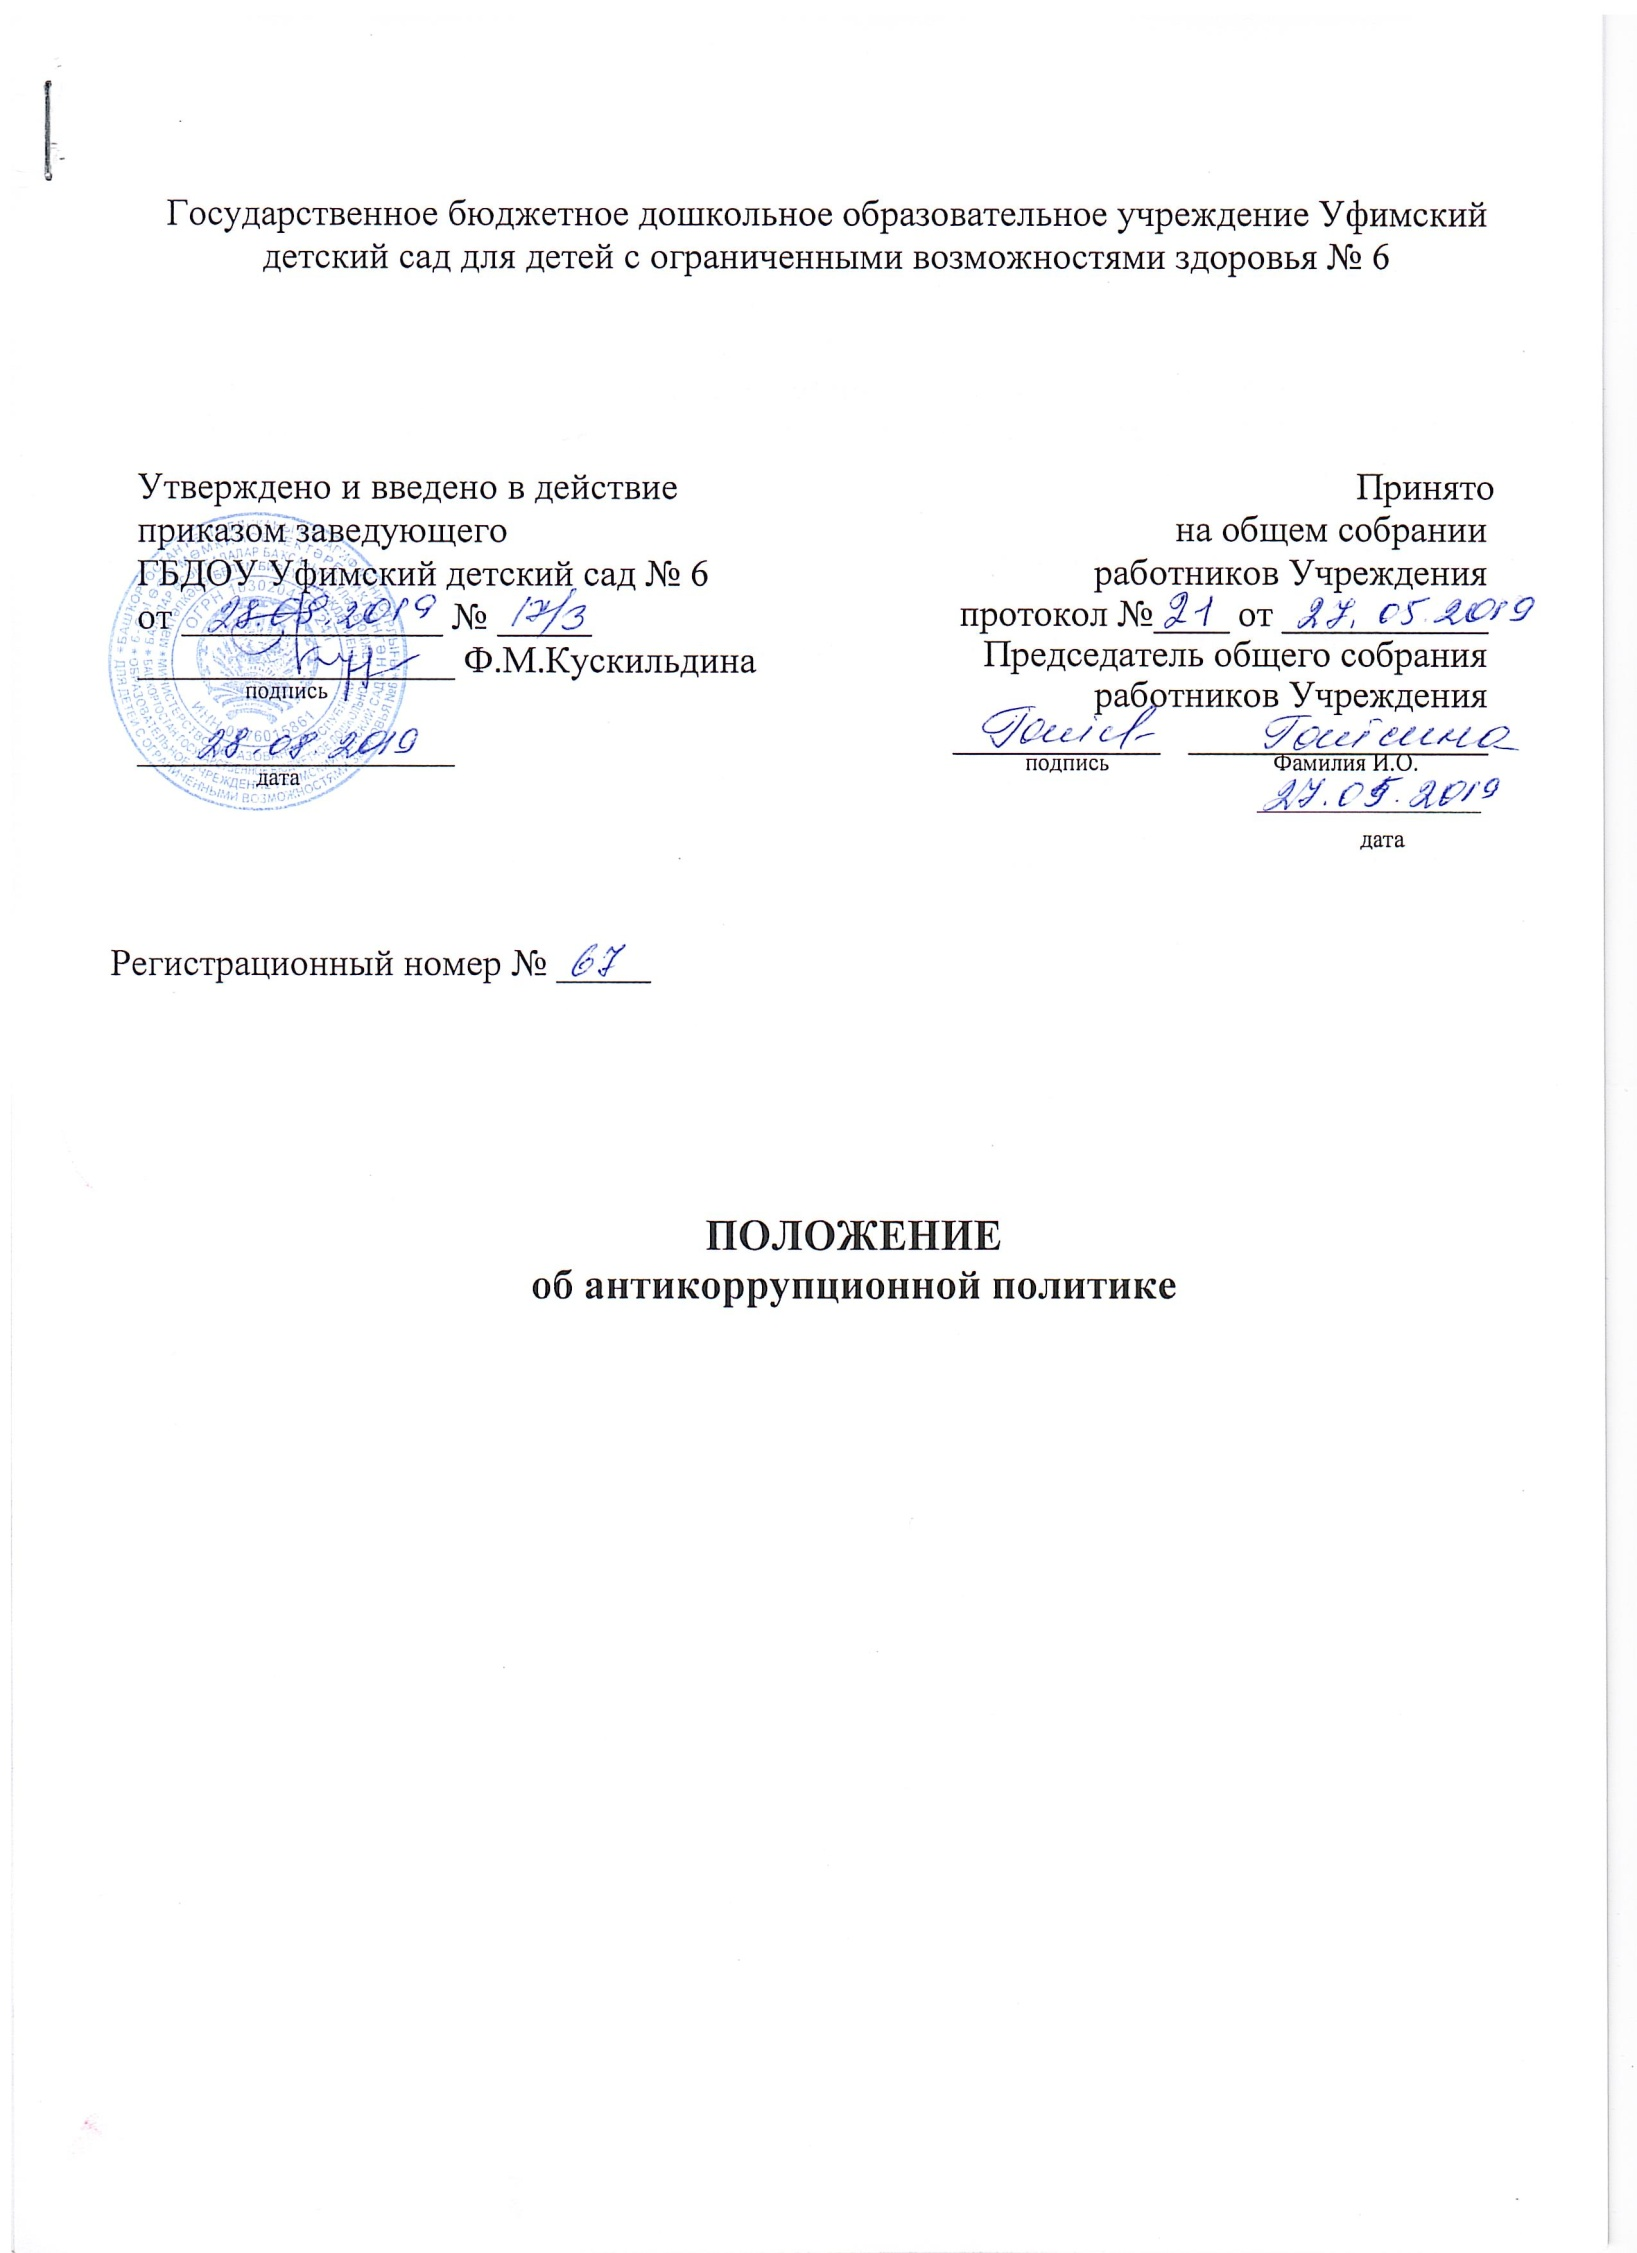 Государственное бюджетное дошкольное образовательное учреждение Уфимский
детский сад для детей с ограниченными возможностями здоровья № 6
Утверждено и введено в действие
приказом заведующего
ГБДОУ Уфимский детский сад № 6
от 28.08.2019 № 17/3
Ф.М.Кускильдина
подпись
28.08.2019
дата
Принято
на общем собрании
работников Учреждения
протокол № 21 от 27.05.2019
Председатель общего собрания
работников Учреждения
подпись Фамилия И.О.
27.05.2019
дата
Регистрационный номер № 67
ПОЛОЖЕНИЕ
об антикоррупционной политике